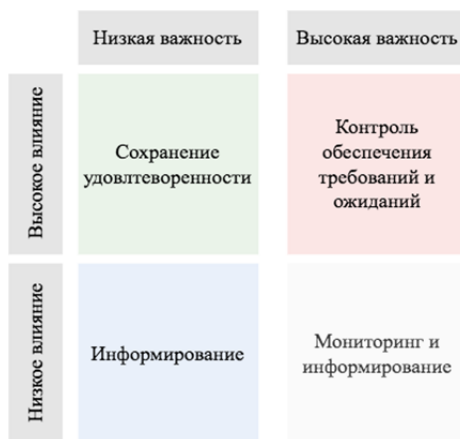 Низкая важность
Высокая важность
Высокое влияние
Сохранение
удовлтеворенности
Контроль
обеспечения
требований и
ожиданий
Низкое влияние
Информирование
Мониторинг и
информирование